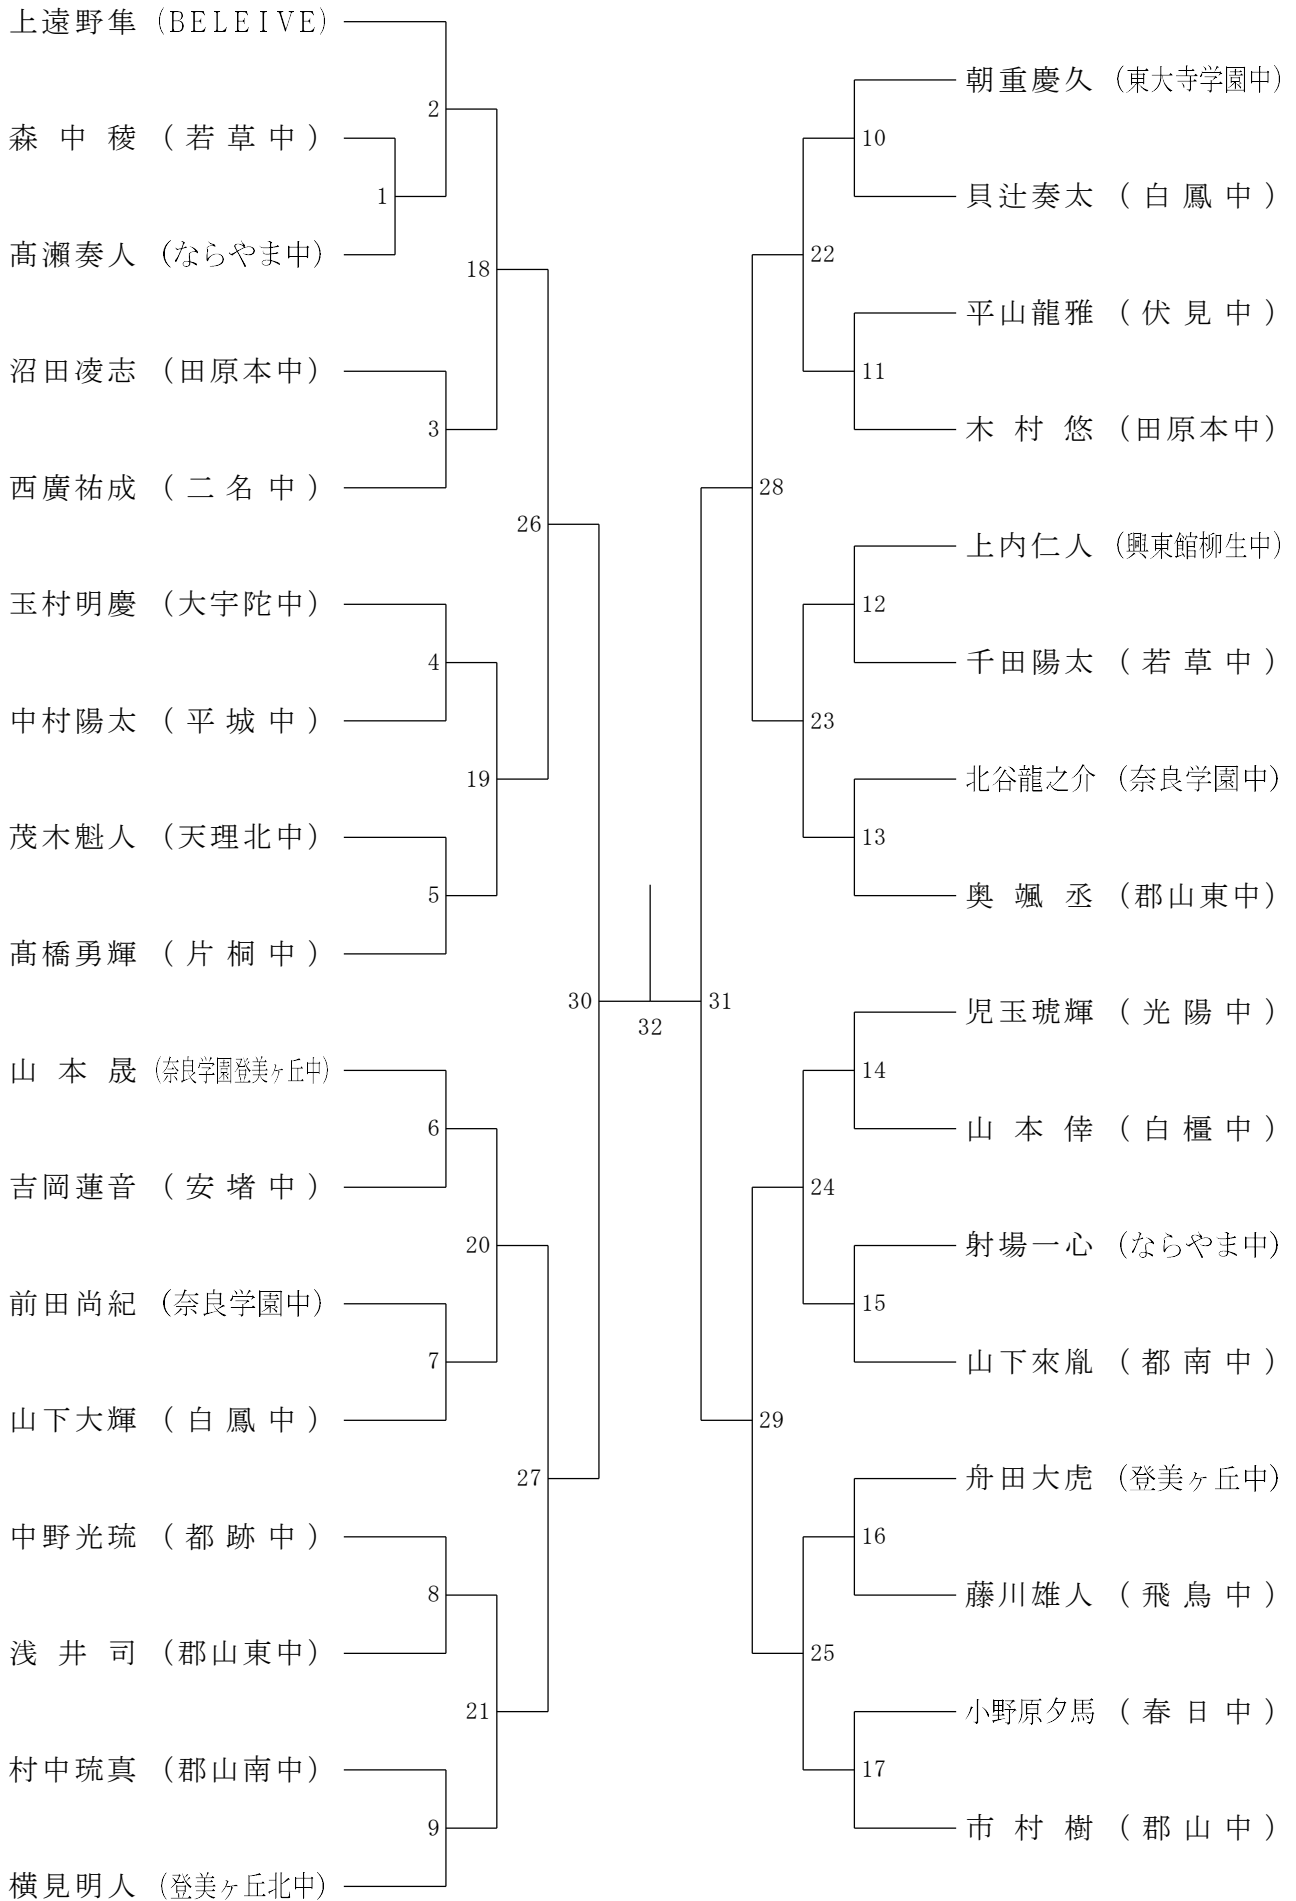 上遠野隼 (BELEIVE)
森中稜 (若草中)
髙瀬奏人 (ならやま中)
沼田凌志 (田原本中)
西廣祐成 (二名中)
玉村明慶 (大宇陀中)
中村陽太 (平城中)
茂木魁人 (天理北中)
髙橋勇輝 (片桐中)
山本晟 (奈良学園登美ヶ丘中)
吉岡蓮音 (安堵中)
前田尚紀 (奈良学園中)
山下大輝 (白鳳中)
中野光琉 (都跡中)
浅井司 (郡山東中)
村中琉真 (郡山南中)
横見明人 (登美ヶ丘北中)
1
2
3
4
5
6
7
8
9
18
19
20
21
26
27
30
32
31
28
29
22
23
24
25
10
11
12
13
14
15
16
17
朝重慶久 (東大寺学園中)
貝辻奏太 (白鳳中)
平山龍雅 (伏見中)
木村悠 (田原本中)
上内仁人 (興東館柳生中)
千田陽太 (若草中)
北谷龍之介 (奈良学園中)
奥颯丞 (郡山東中)
児玉琥輝 (光陽中)
山本倖 (白橿中)
射場一心 (ならやま中)
山下來胤 (都南中)
舟田大虎 (登美ヶ丘中)
藤川雄人 (飛鳥中)
小野原夕馬 (春日中)
市村樹 (郡山中)